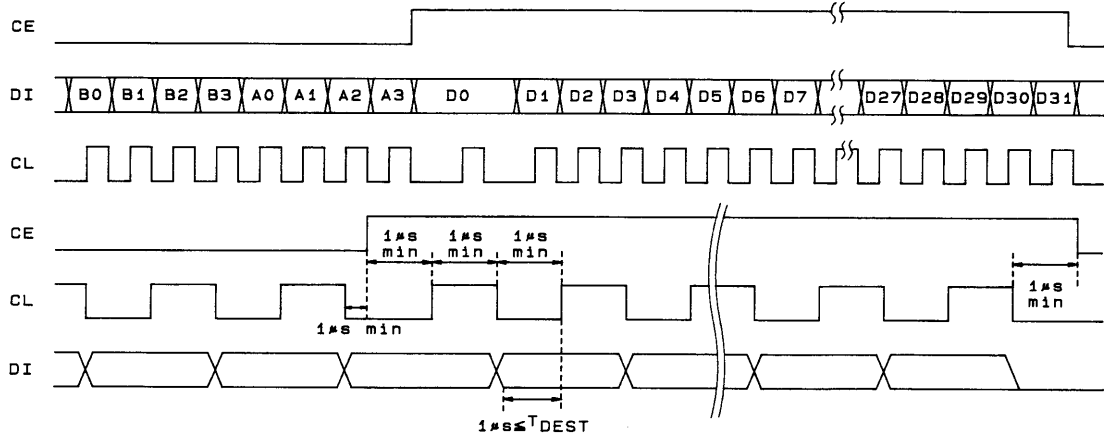 CE
DI B0 B1 B2 B3 A0 A1 A2 A3 D0 D1 D2 D3 D4 D5 D6 D7 D27 D28 D29 D30 D31
CL
CE
1μs min 1μs min 1μs min
CL
1μs min
1μs min
DI
1μs≦TDEST